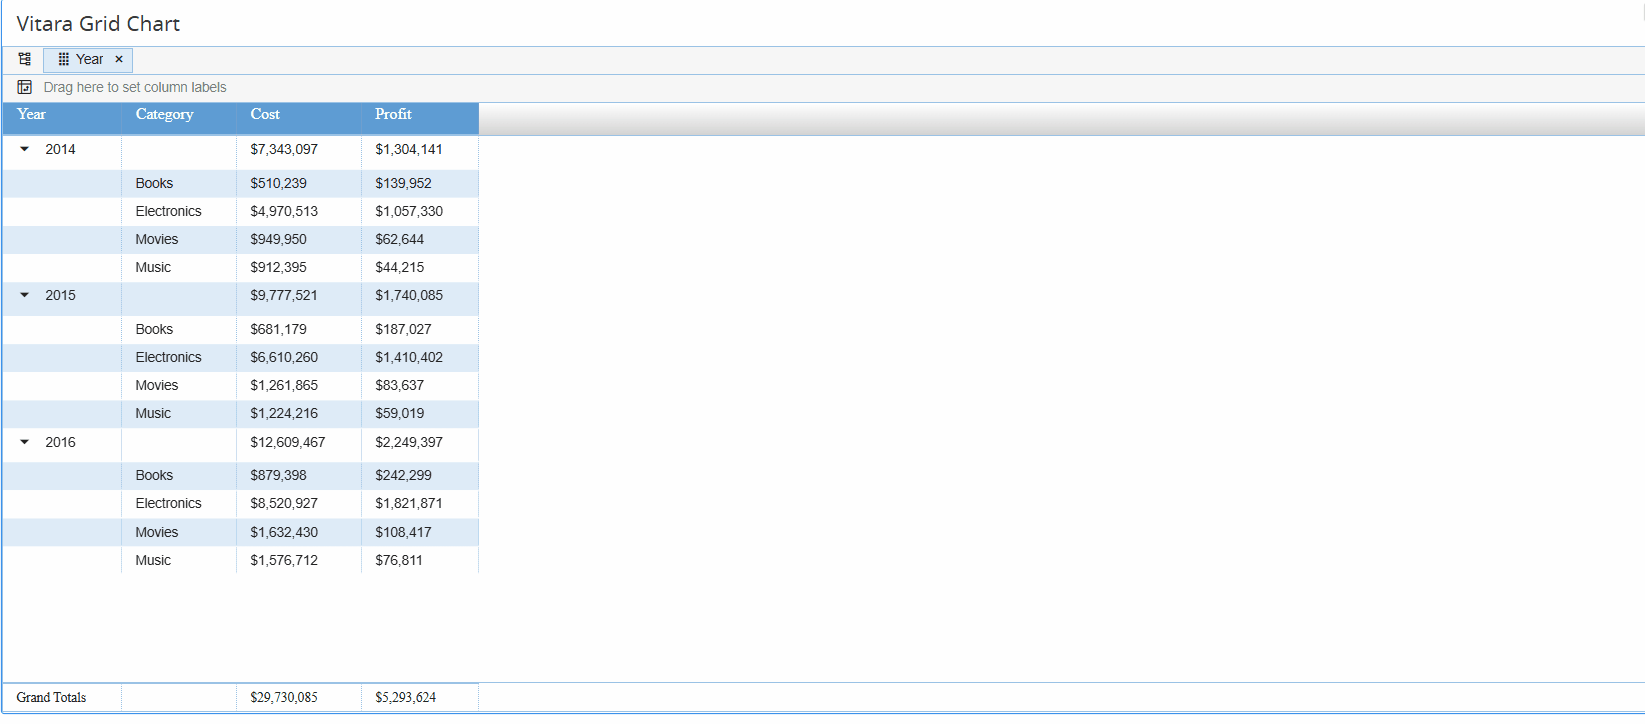 Vitara Grid Chart
Year ×
Drag here to set column labels
Year Category Cost Profit
2014 $7,343,097 $1,304,141
Books $510,239 $139,952
Electronics $4,970,513 $1,057,330
Movies $949,950 $62,644
Music $912,395 $44,215
2015 $9,777,521 $1,740,085
Books $681,179 $187,027
Electronics $6,610,260 $1,410,402
Movies $1,261,865 $83,637
Music $1,224,216 $59,019
2016 $12,609,467 $2,249,397
Books $879,398 $242,299
Electronics $8,520,927 $1,821,871
Movies $1,632,430 $108,417
Music $1,576,712 $76,811
Grand Totals $29,730,085 $5,293,624